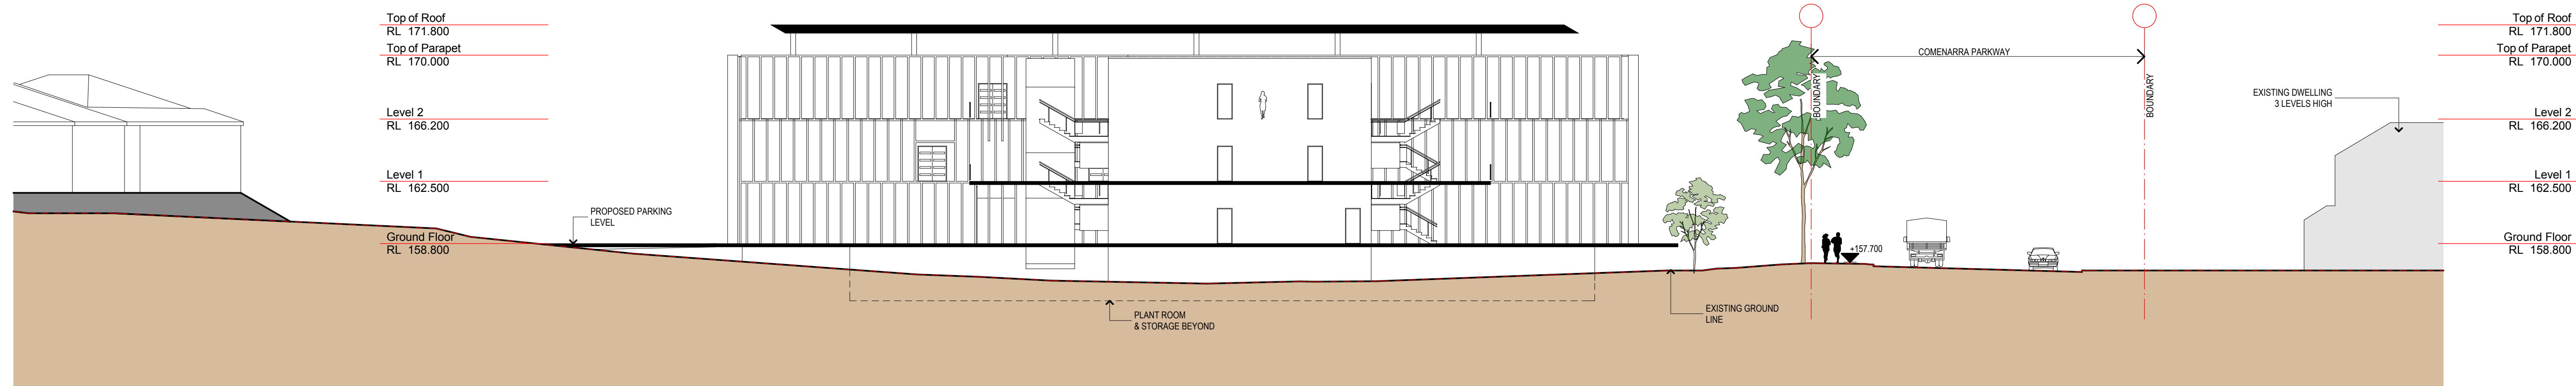 Top of Roof
RL 171.800
Top of Parapet
RL 170.000
Level 2
RL 166.200
Level 1
RL 162.500
Ground Floor
RL 158.800
PROPOSED PARKING
LEVEL
PLANT ROOM
& STORAGE BEYOND
EXISTING GROUND
LINE
BOUNDARY
COMENARRA PARKWAY
BOUNDARY
+157.700
EXISTING DWELLING
3 LEVELS HIGH
Top of Roof
RL 171.800
Top of Parapet
RL 170.000
Level 2
RL 166.200
Level 1
RL 162.500
Ground Floor
RL 158.800